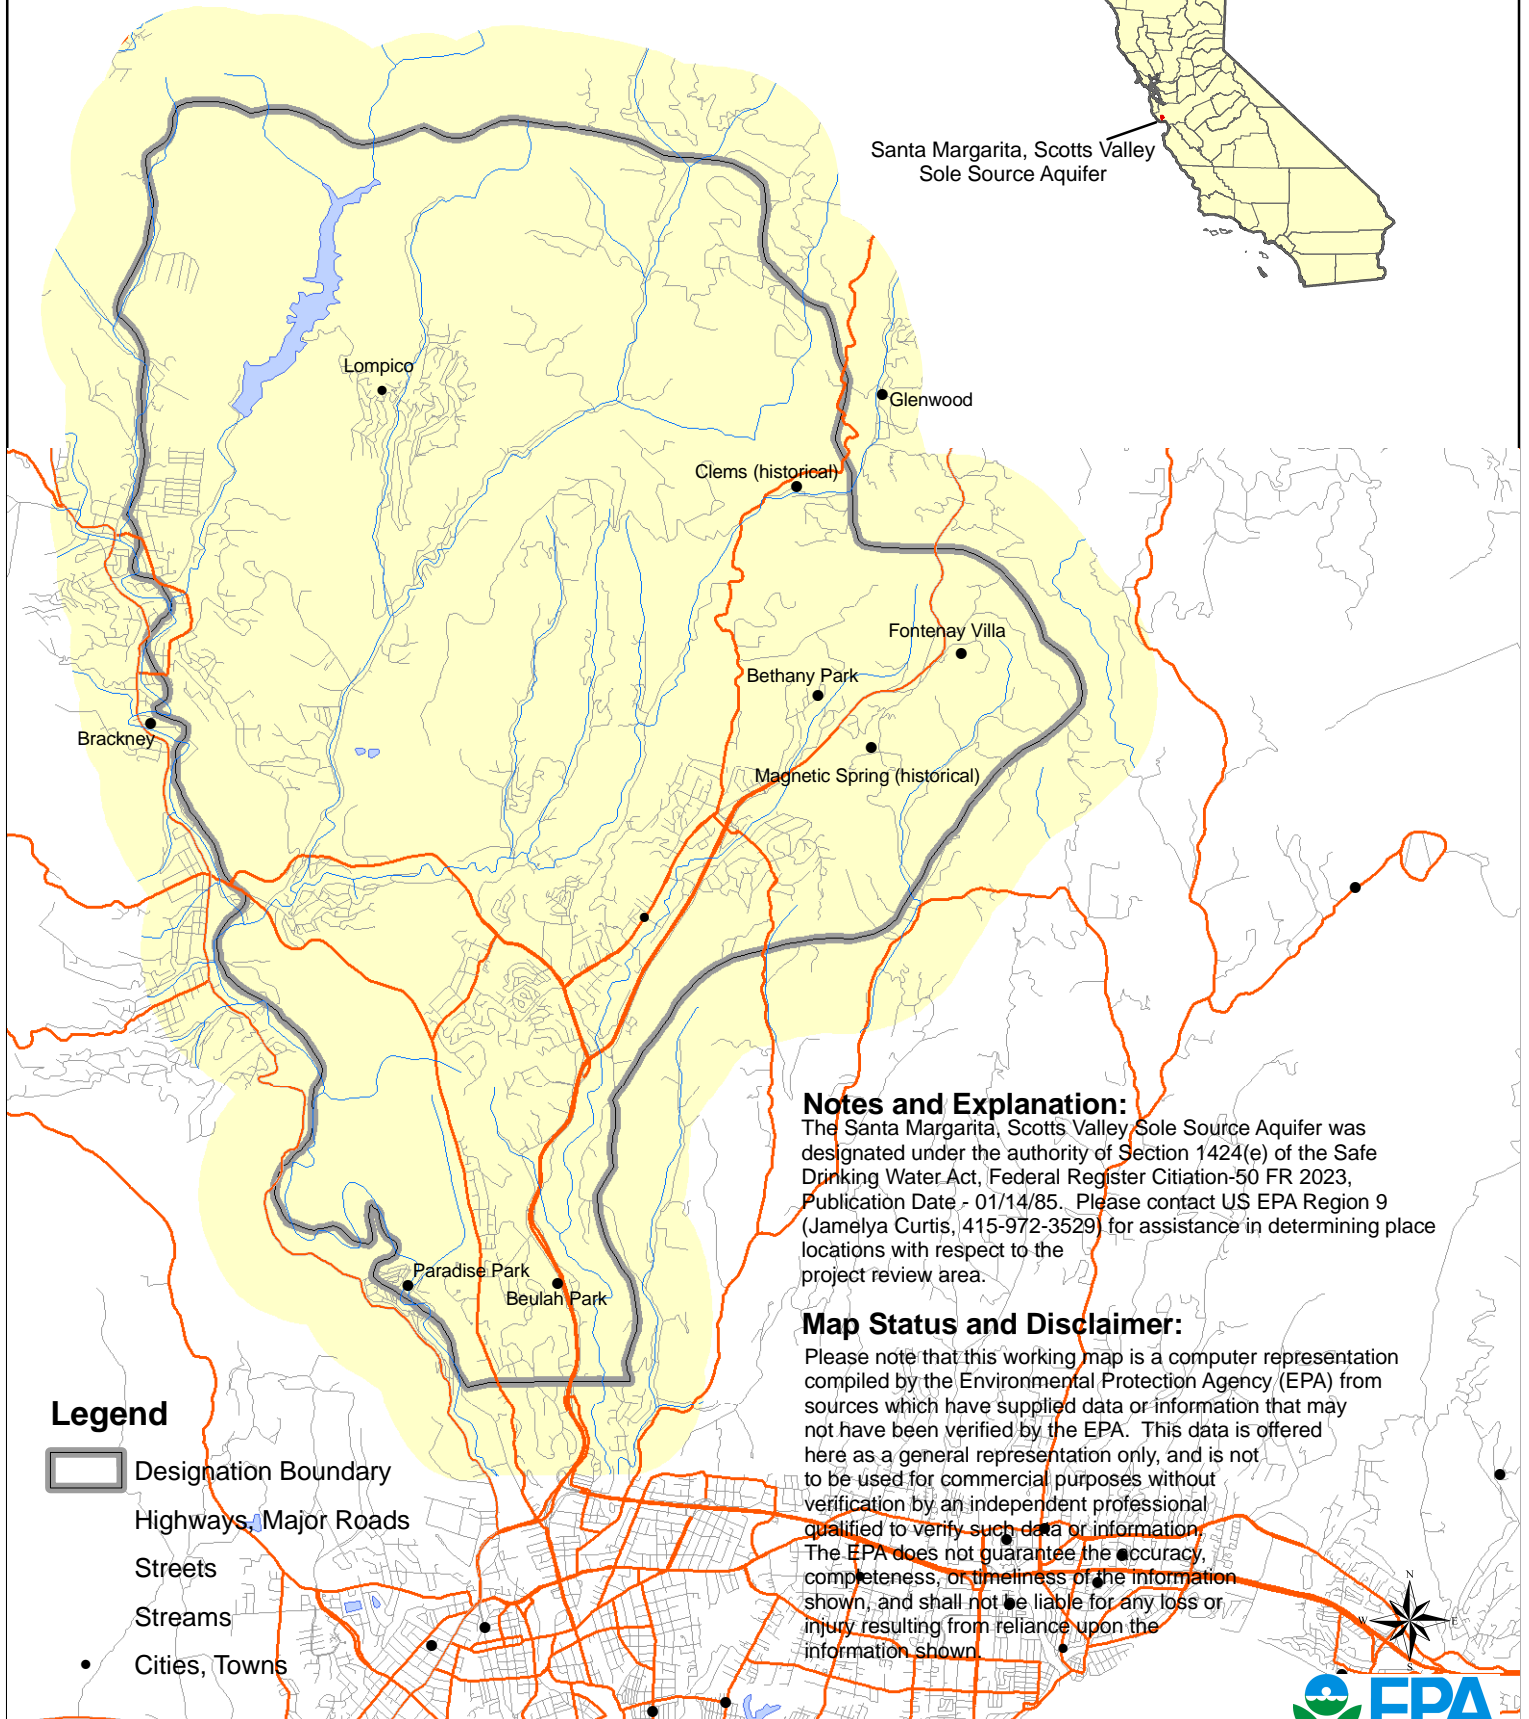 Santa Margarita, Scotts Valley
Sole Source Aquifer
Lompico
Glenwood
Clems (historical)
Fontenay Villa
Bethany Park
Brackney
Magnetic Spring (historical)
Paradise Park
Beulah Park
Notes and Explanation:
The Santa Margarita, Scotts Valley Sole Source Aquifer was
designated under the authority of Section 1424(e) of the Safe
Drinking Water Act, Federal Register Citiation-50 FR 2023,
Publication Date - 01/14/85.  Please contact US EPA Region 9
(Jamelya Curtis, 415-972-3529) for assistance in determining place
locations with respect to the
project review area.
Map Status and Disclaimer:
Please note that this working map is a computer representation
compiled by the Environmental Protection Agency (EPA) from
sources which have supplied data or information that may
not have been verified by the EPA.  This data is offered
here as a general representation only, and is not
to be used for commercial purposes without
verification by an independent professional
qualified to verify such data or information.
The EPA does not guarantee the accuracy,
completeness, or timeliness of the information
shown, and shall not be liable for any loss or
injury resulting from reliance upon the
information shown.
Legend
Designation Boundary
Highways, Major Roads
Streets
Streams
Cities, Towns
N
W
E
S
EPA